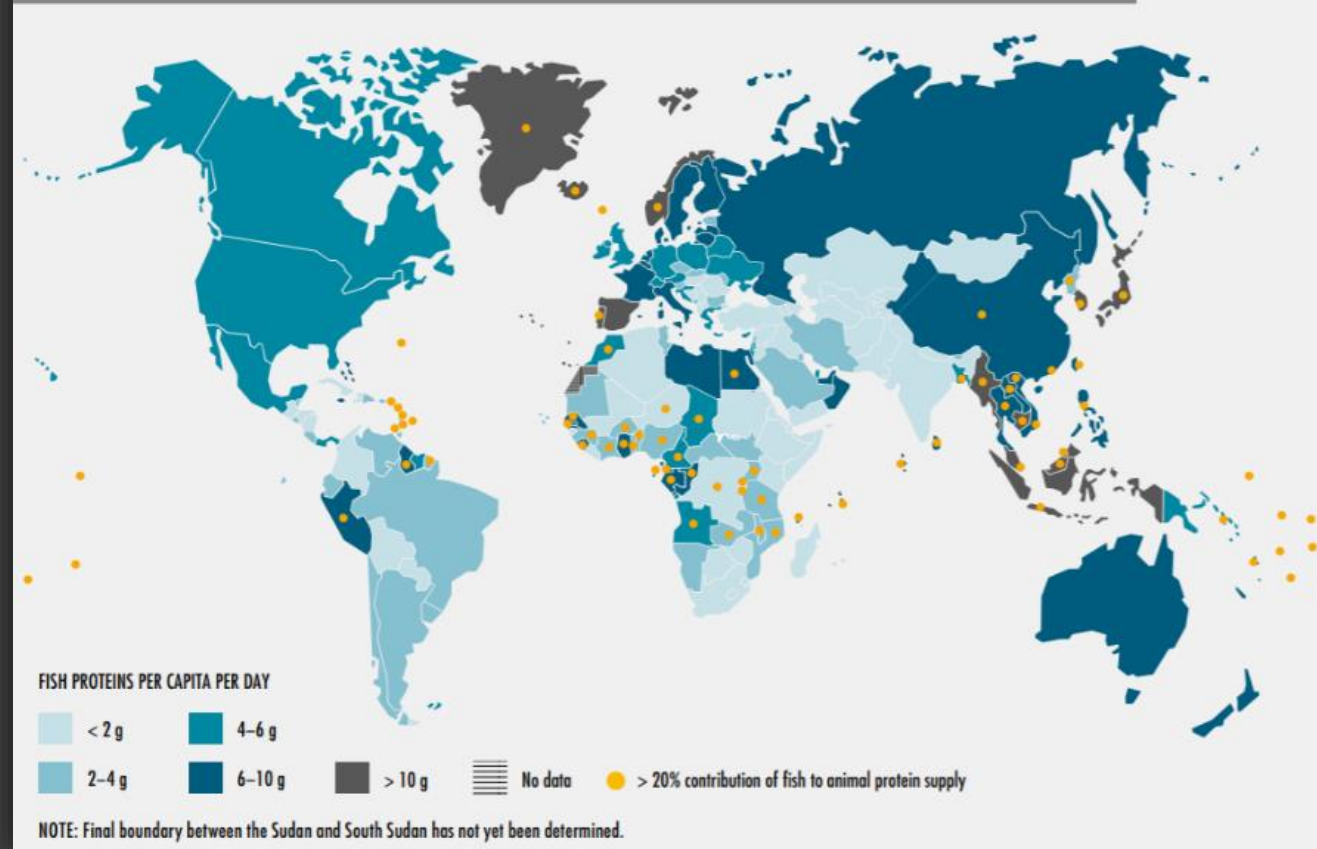 FISH PROTEINS PER CAPITA PER DAY
< 2 g
4–6 g
2–4 g
6–10 g
> 10 g
No data
> 20% contribution of fish to animal protein supply
NOTE: Final boundary between the Sudan and South Sudan has not yet been determined.